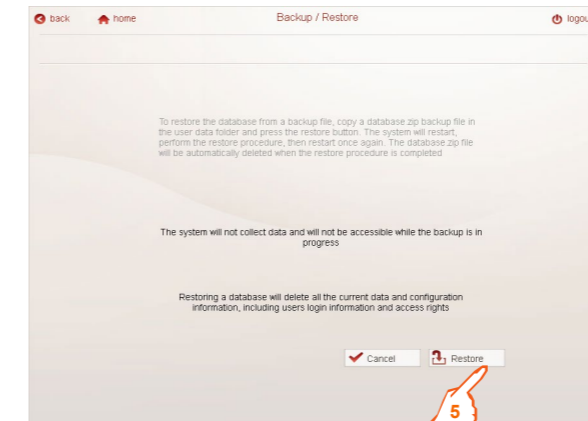 back home Backup / Restore
To restore the database from a backup file, copy a database zip backup file in
the user data folder and press the restore button. The system will restart,
perform the restore procedure, then restart once again. The database zip file
will be automatically deleted when the restore procedure is completed
The system will not collect data and will not be accessible while the backup is in
progress
Restoring a database will delete all the current data and configuration
information, including users login information and access rights
Cancel Restore
5